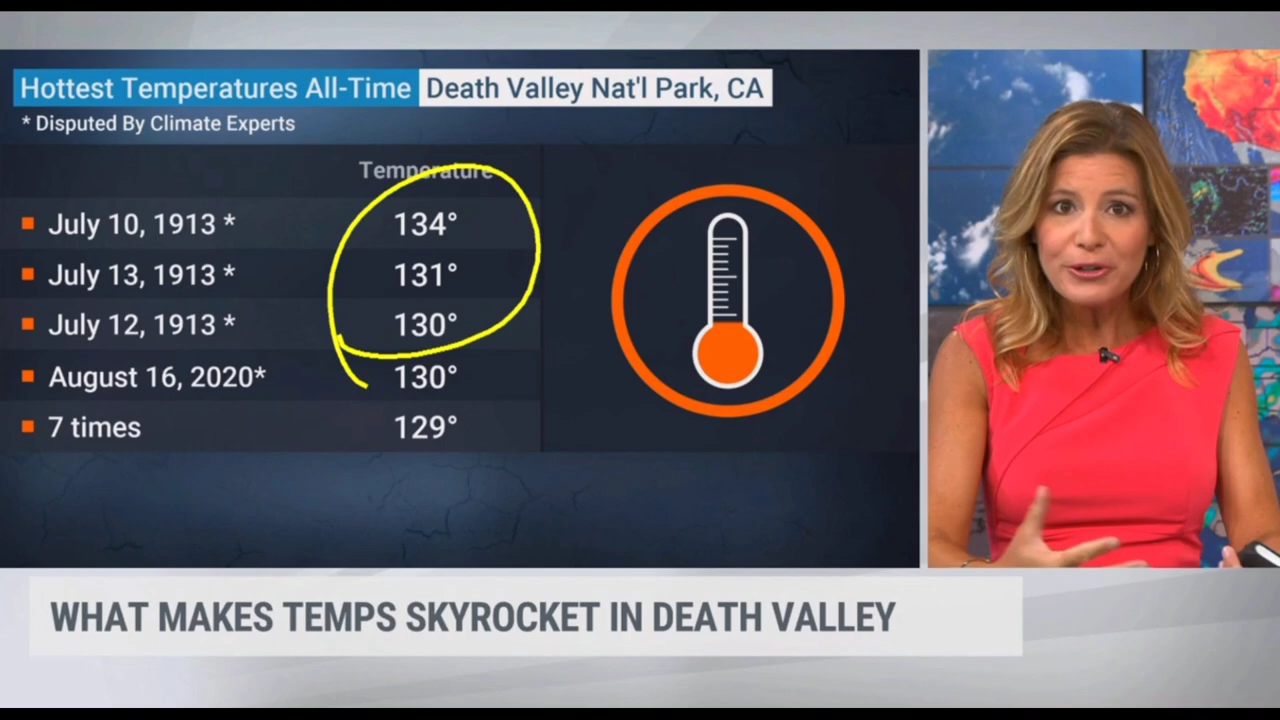 Hottest Temperatures All-Time Death Valley Nat'l Park, CA
* Disputed By Climate Experts
Temperature
July 10, 1913 * 134°
July 13, 1913 * 131°
July 12, 1913 * 130°
August 16, 2020* 130°
7 times 129°
WHAT MAKES TEMPS SKYROCKET IN DEATH VALLEY